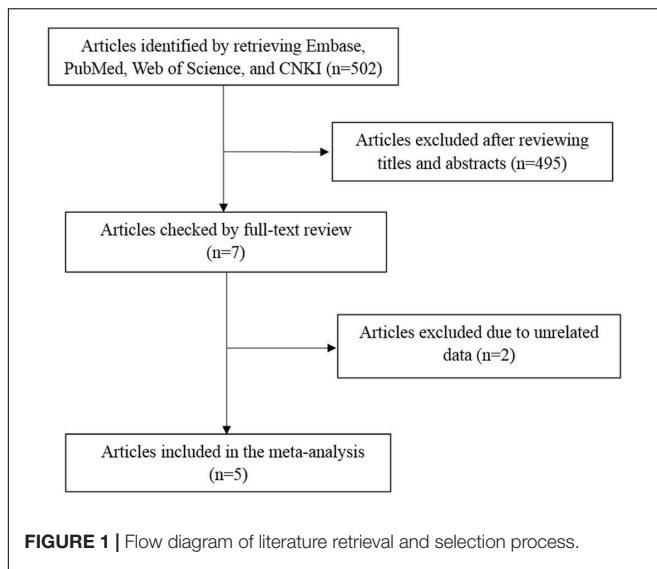 Articles identified by retrieving Embase,
PubMed, Web of Science, and CNKI (n=502)
Articles excluded after reviewing
titles and abstracts (n=495)
Articles checked by full-text review
(n=7)
Articles excluded due to unrelated
data (n=2)
Articles included in the meta-analysis
(n=5)
FIGURE 1 | Flow diagram of literature retrieval and selection process.